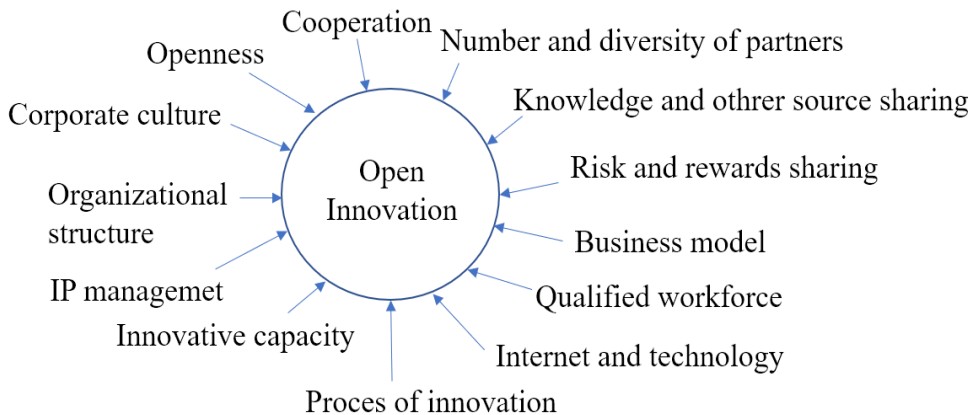 Cooperation
Number and diversity of partners
Openness
Knowledge and othrer source sharing
Corporate culture
Open
Innovation
Risk and rewards sharing
Organizational
structure
Business model
IP managemet
Qualified workforce
Innovative capacity
Internet and technology
Proces of innovation